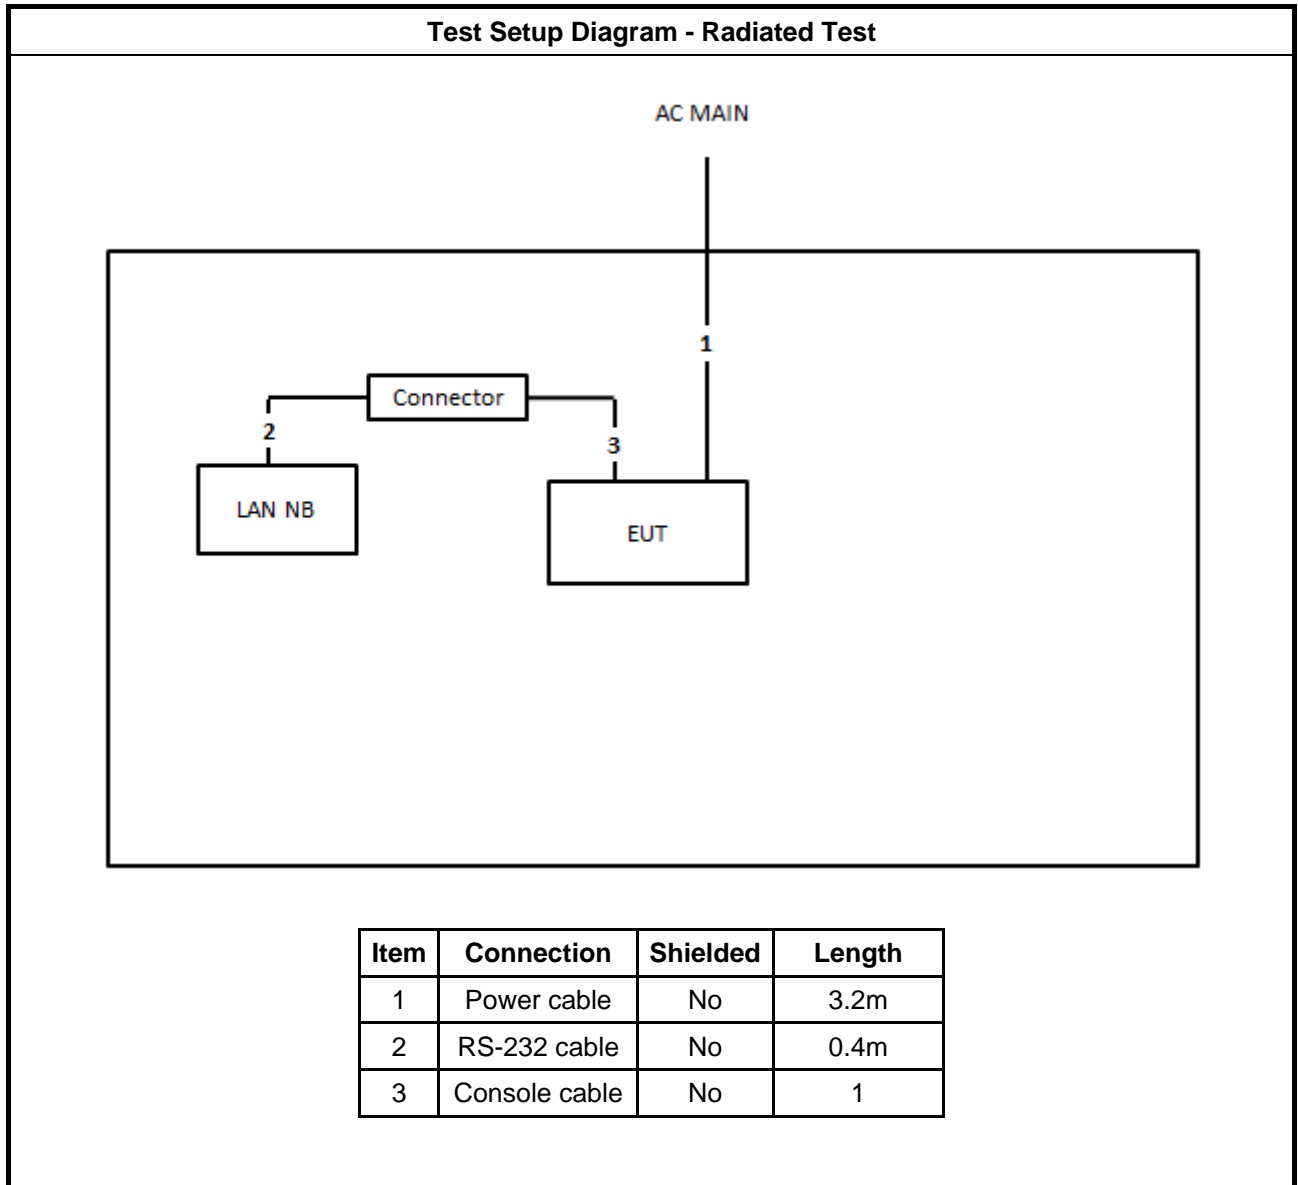 Test Setup Diagram - Radiated Test
AC MAIN
1
Connector
2
3
LAN NB
EUT
Item Connection Shielded Length
1 Power cable No 3.2m
2 RS-232 cable No 0.4m
3 Console cable No 1